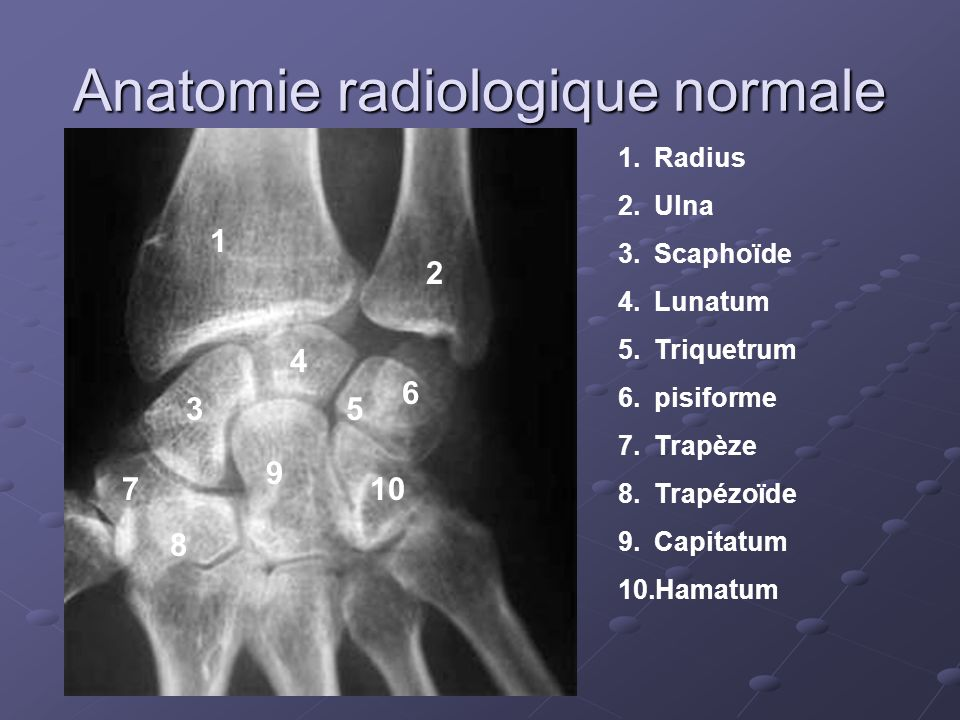 Anatomie radiologique normale
1. Radius
2. Ulna
3. Scaphoïde
4. Lunatum
5. Triquetrum
6. pisiforme
7. Trapèze
8. Trapézoïde
9. Capitatum
10.Hamatum
1
2
4
6
3
5
9
7
10
8